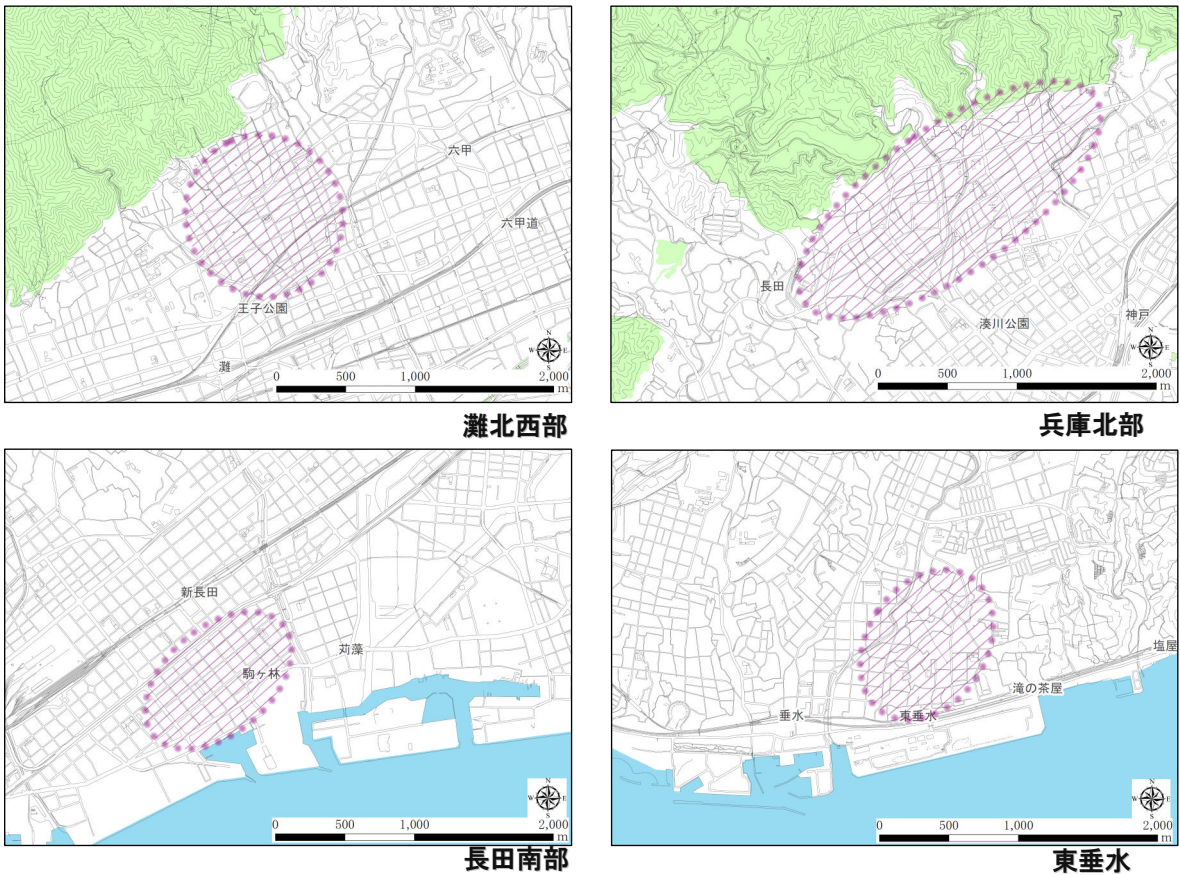 六甲
六甲道
王子公園
灘
N
W
E
S
0 500 1,000 2,000
m
灘北西部
長田
湊川公園
神戸
N
W
E
S
0 500 1,000 2,000
m
兵庫北部
新長田
苅藻
駒ヶ林
N
W
E
S
0 500 1,000 2,000
m
長田南部
塩屋
滝の茶屋
垂水
東垂水
N
W
E
S
0 500 1,000 2,000
m
東垂水